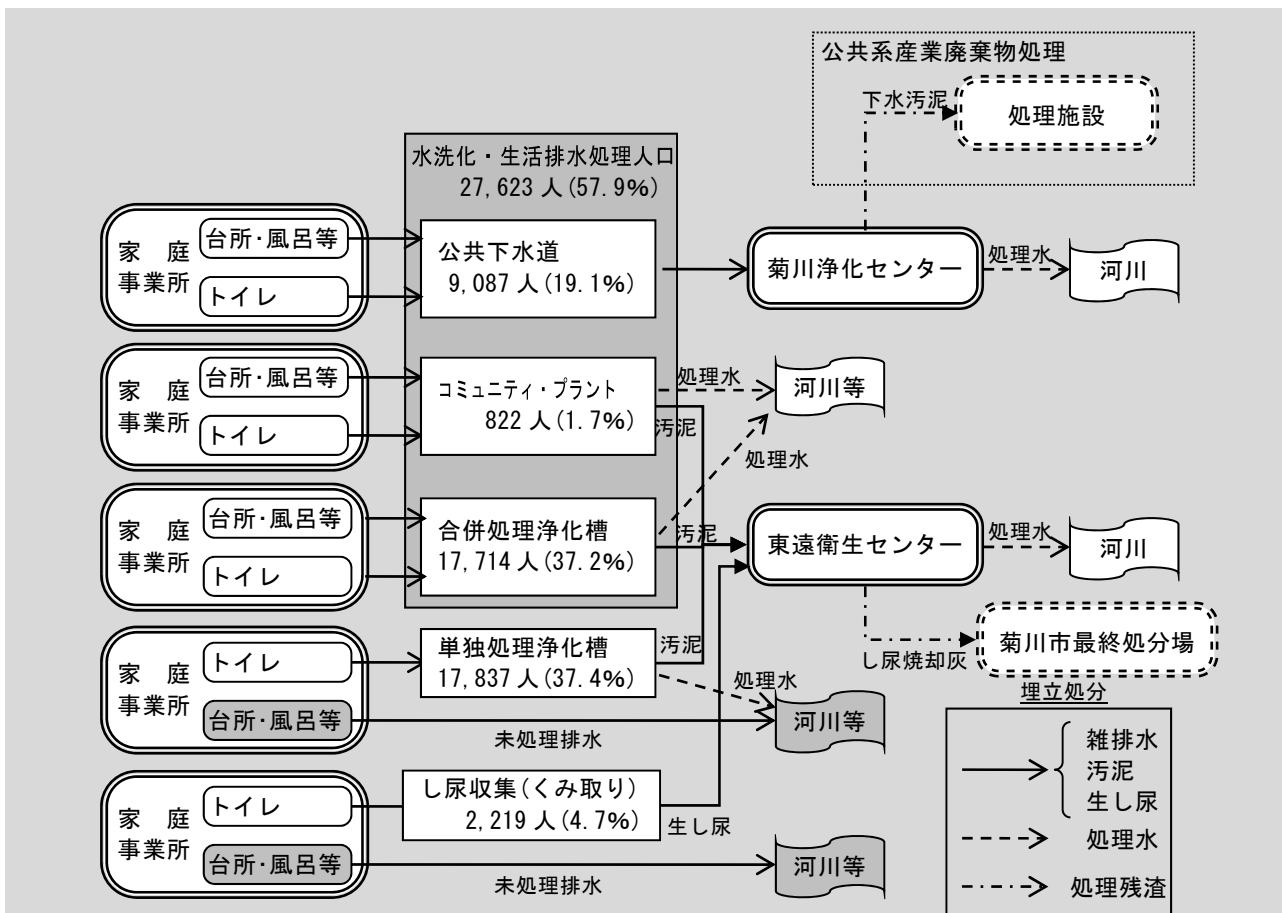 公共系産業廃棄物処理
下水汚泥
処理施設
水洗化・生活排水処理人口
27,623 人(57.9%)
家 庭
事業所
台所・風呂等
トイレ
公共下水道
9,087 人(19.1%)
菊川浄化センター
処理水
河川
家 庭
事業所
台所・風呂等
トイレ
コミュニティ・プラント
822 人(1.7%)
処理水
汚泥
河川等
処理水
家 庭
事業所
台所・風呂等
トイレ
合併処理浄化槽
17,714 人(37.2%)
汚泥
東遠衛生センター
処理水
河川
し尿焼却灰
菊川市最終処分場
埋立処分
家 庭
事業所
トイレ
台所・風呂等
単独処理浄化槽
17,837 人(37.4%)
汚泥
処理水
未処理排水
河川等
家 庭
事業所
トイレ
台所・風呂等
し尿収集(くみ取り)
2,219 人(4.7%)
生し尿
未処理排水
河川等
雑排水
汚泥
生し尿
処理水
処理残渣